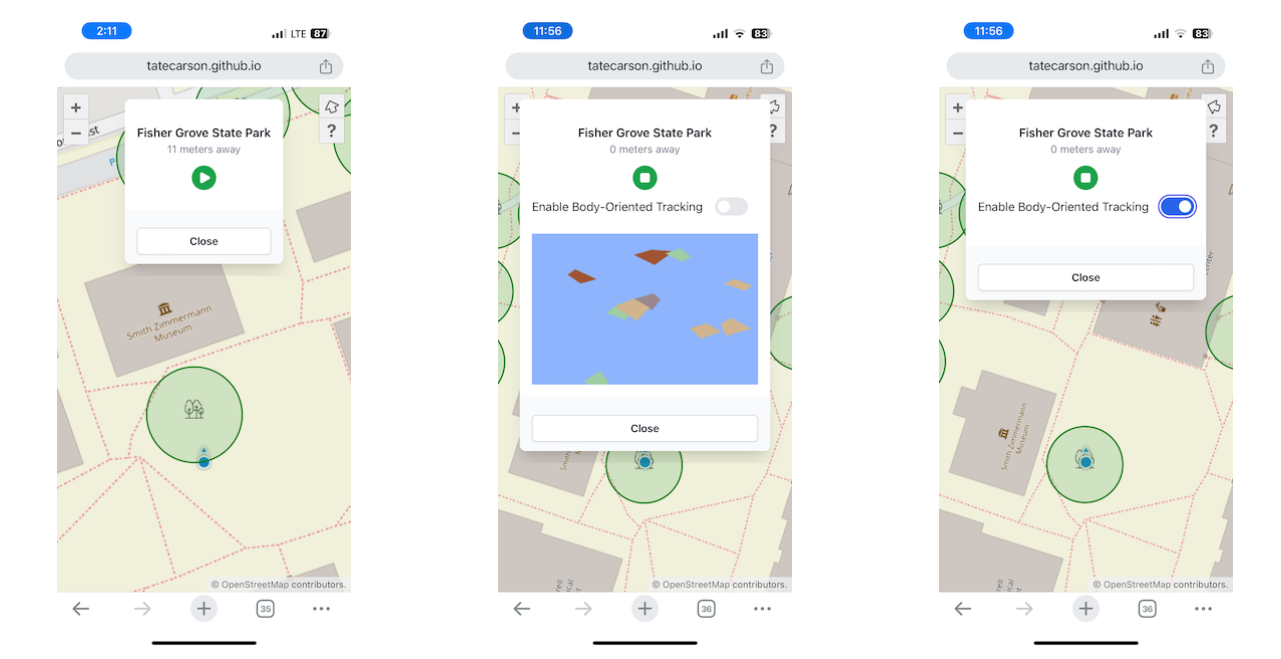 2:11
LTE 87
tatecarson.github.io
+
−
st
?
Fisher Grove State Park
11 meters away
Close
Smith Zimmermann
Museum
© OpenStreetMap contributors.
35
11:56
83
tatecarson.github.io
+
−
?
Fisher Grove State Park
0 meters away
Enable Body-Oriented Tracking
Close
© OpenStreetMap contributors.
36
11:56
83
tatecarson.github.io
+
−
?
Fisher Grove State Park
0 meters away
Enable Body-Oriented Tracking
Close
Smith Zimmermann
Museum
© OpenStreetMap contributors.
36